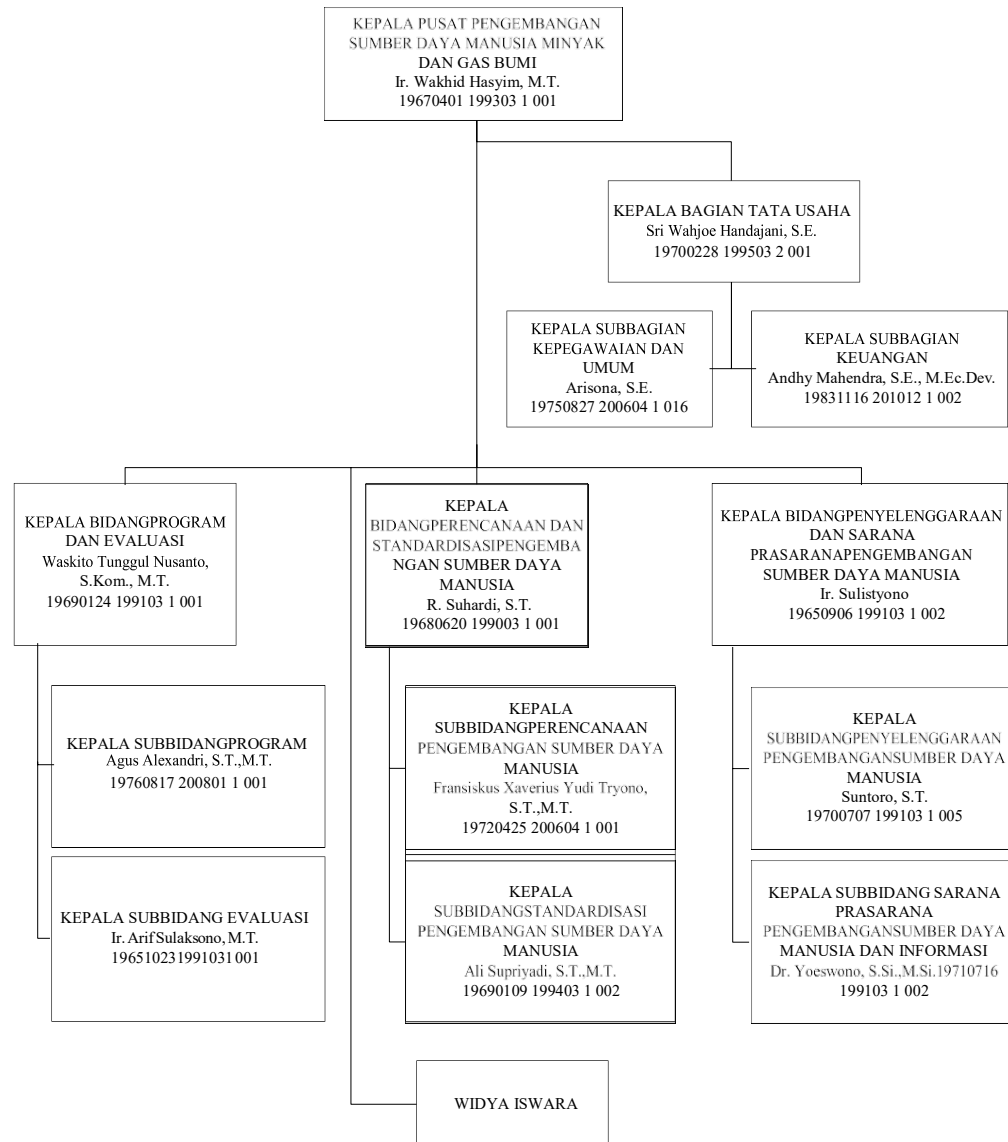 KEPALA PUSAT PENGEMBANGAN
SUMBER DAYA MANUSIA MINYAK
DAN GAS BUMI
Ir. Wakhid Hasyim, M.T.
19670401 199303 1 001
KEPALA BAGIAN TATA USAHA
Sri Wahjoe Handajani, S.E.
19700228 199503 2 001
KEPALA SUBBAGIAN
KEPEGAWAIAN DAN
UMUM
Arisona, S.E.
19750827 200604 1 016
KEPALA SUBBAGIAN
KEUANGAN
Andhy Mahendra, S.E., M.Ec.Dev.
19831116 201012 1 002
KEPALA BIDANGPROGRAM
DAN EVALUASI
Waskito Tunggul Nusanto,
S.Kom., M.T.
19690124 199103 1 001
KEPALA
BIDANGPERENCANAAN DAN
STANDARDISASIPENGEMBA
NGAN SUMBER DAYA
MANUSIA
R. Suhardi, S.T.
19680620 199003 1 001
KEPALA BIDANGPENYELENGGARAAN
DAN SARANA
PRASARANAPENGEMBANGAN
SUMBER DAYA MANUSIA
Ir. Sulistyono
19650906 199103 1 002
KEPALA SUBBIDANGPROGRAM
Agus Alexandri, S.T.,M.T.
19760817 200801 1 001
KEPALA
SUBBIDANGPERENCANAAN
PENGEMBANGAN SUMBER DAYA
MANUSIA
Fransiskus Xaverius Yudi Tryono,
S.T.,M.T.
19720425 200604 1 001
KEPALA
SUBBIDANGPENYELENGGARAAN
PENGEMBANGANSUMBER DAYA
MANUSIA
Suntoro, S.T.
19700707 199103 1 005
KEPALA SUBBIDANG EVALUASI
Ir. Arif Sulaksono, M.T.
196510231991031001
KEPALA
SUBBIDANGSTANDARDISASI
PENGEMBANGAN SUMBER DAYA
MANUSIA
Ali Supriyadi, S.T.,M.T.
19690109 199403 1 002
KEPALA SUBBIDANG SARANA
PRASARANA
PENGEMBANGANSUMBER DAYA
MANUSIA DAN INFORMASI
Dr. Yoeswono, S.Si.,M.Si.19710716
199103 1 002
WIDYA ISWARA